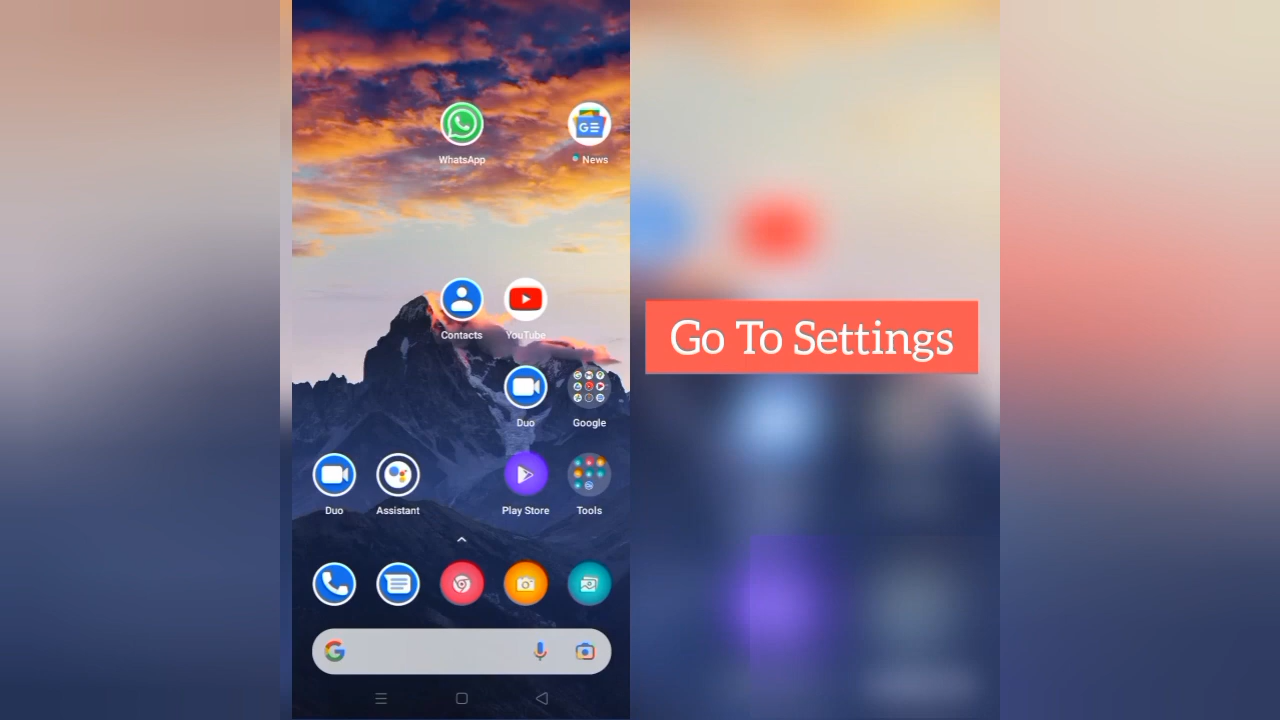 WhatsApp
News
Contacts
YouTube
Duo
Google
Duo
Assistant
Play Store
Tools
Go To Settings